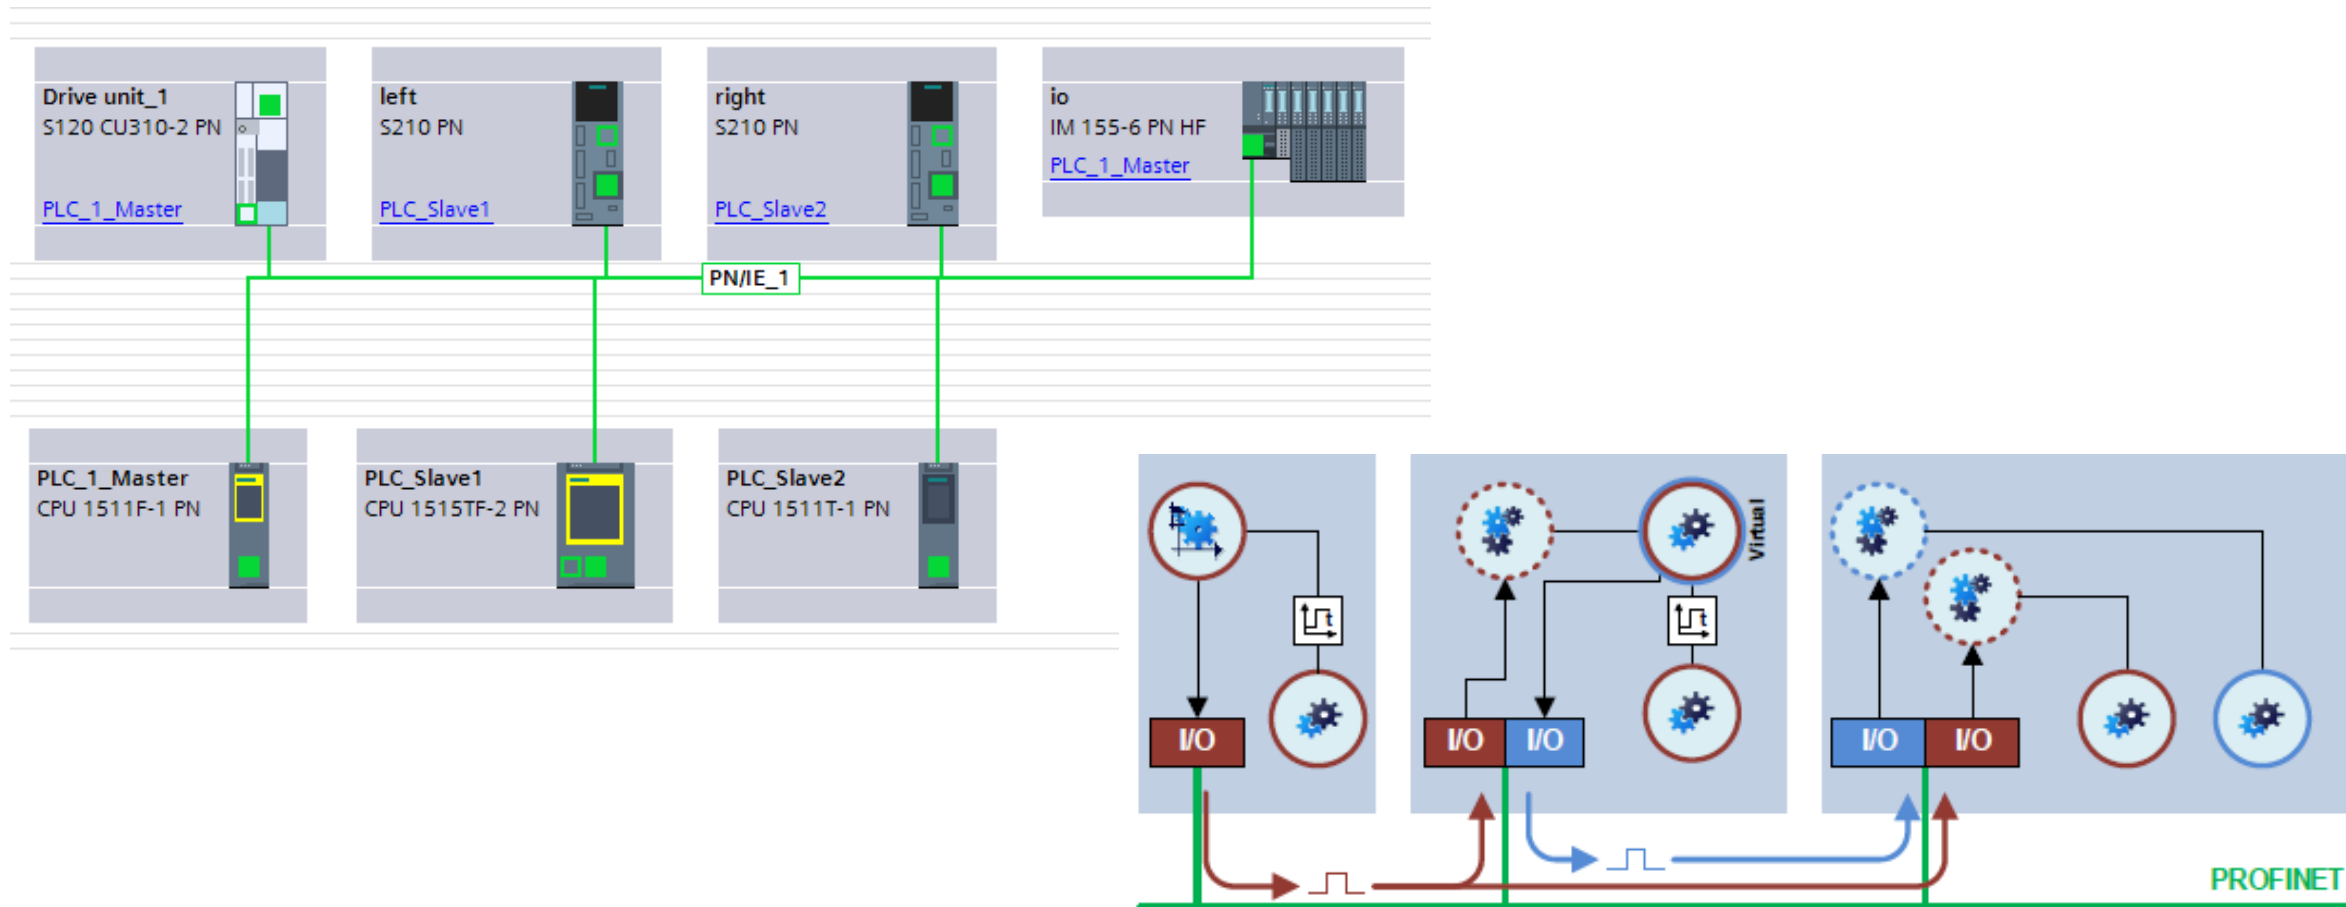 Drive unit_1
S120 CU310-2 PN
PLC_1_Master
left
S210 PN
PLC_Slave1
right
S210 PN
PLC_Slave2
io
IM 155-6 PN HF
PLC_1_Master
PN/IE_1
PLC_1_Master
CPU 1511F-1 PN
PLC_Slave1
CPU 1515TF-2 PN
PLC_Slave2
CPU 1511T-1 PN
Virtual
t
t
I/O
I/O
I/O
I/O
I/O
PROFINET